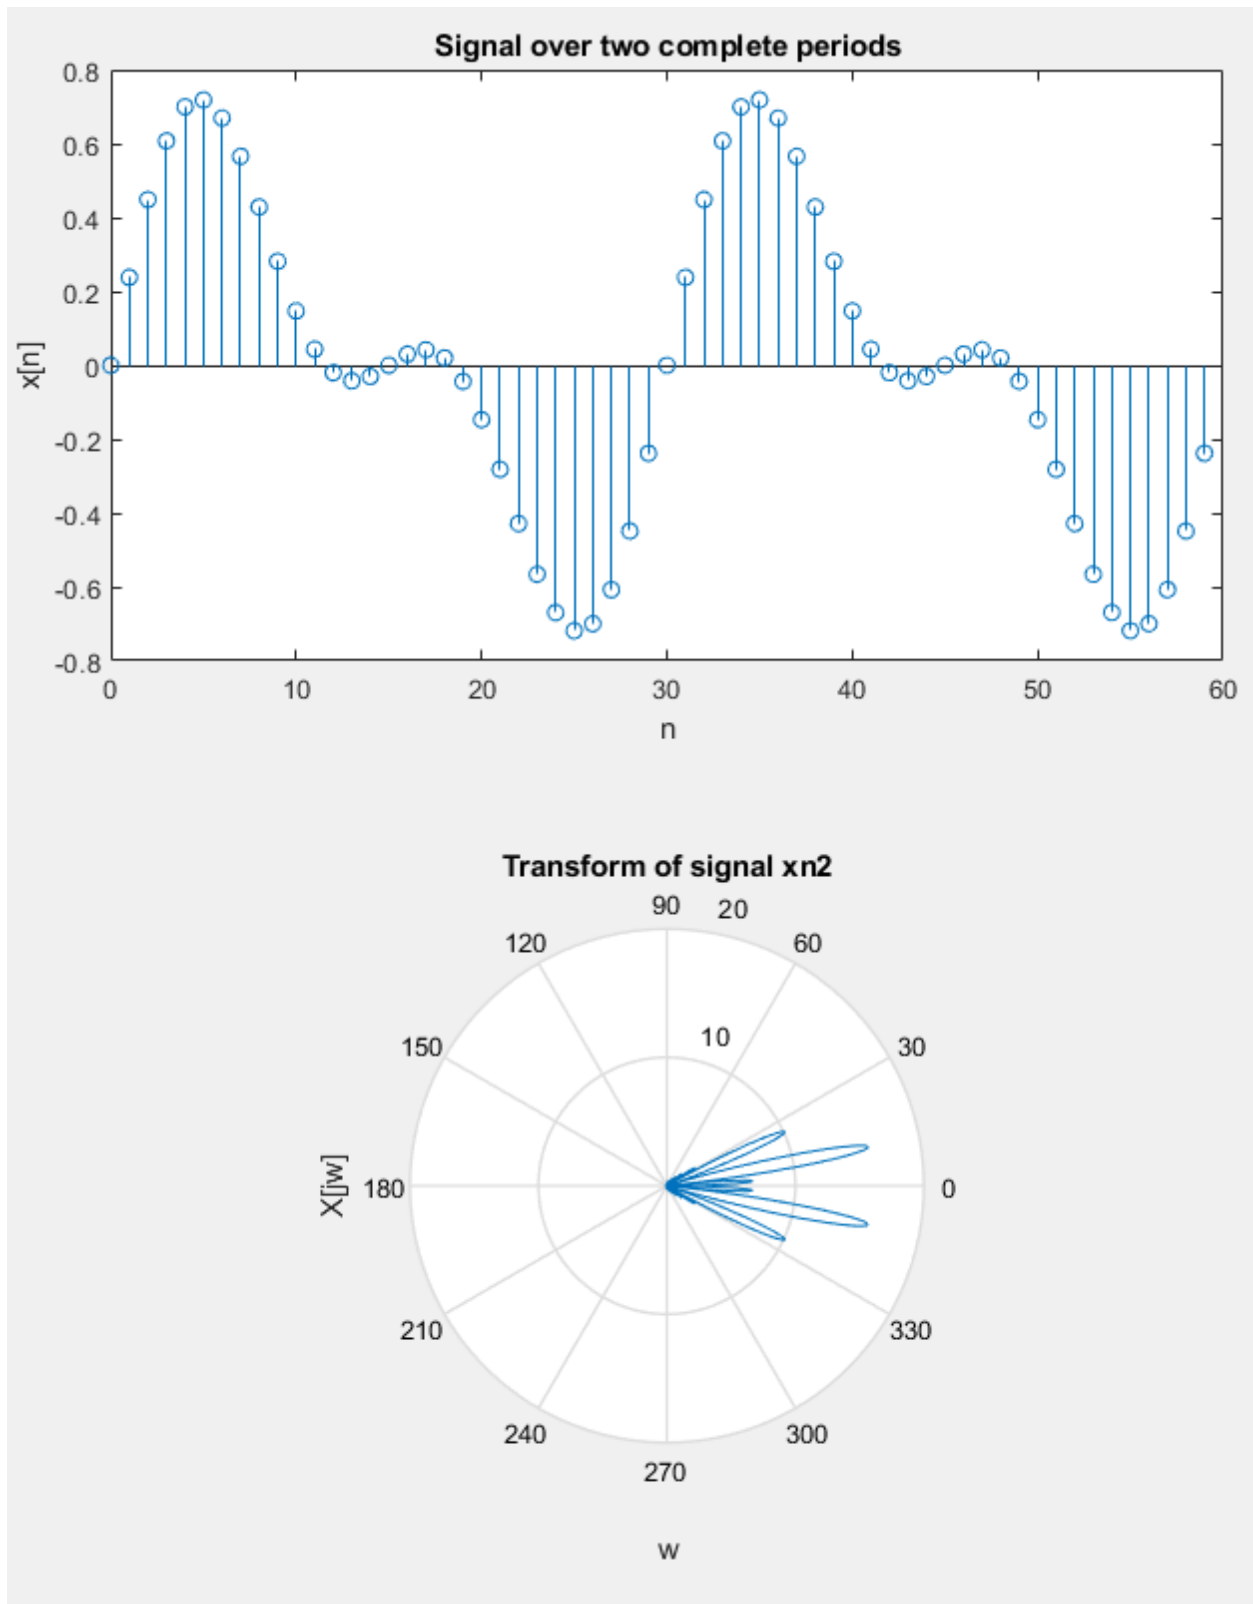 Signal over two complete periods
0.8
0.6
0.4
0.2
0
-0.2
-0.4
-0.6
-0.8
x[n]
0 10 20 30 40 50 60
n
Transform of signal xn2
90 20
120 60
10
150 30
X[jw] 180 0
210 330
240 300
270
w